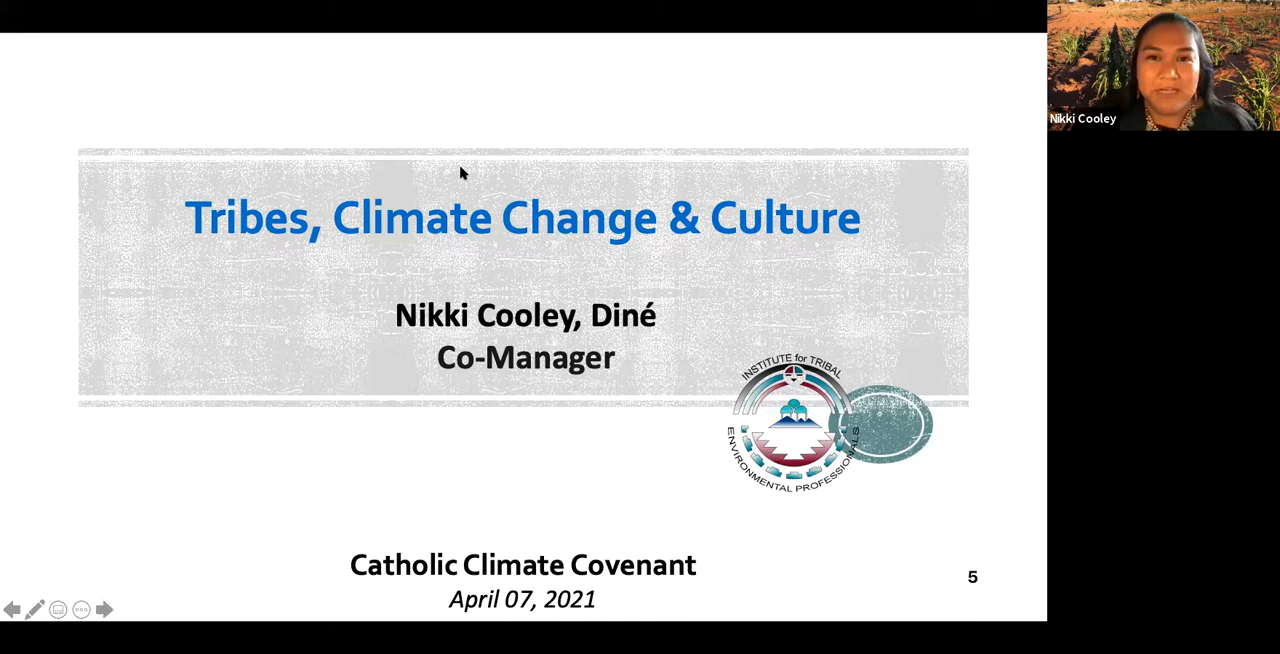 Tribes, Climate Change & Culture
Nikki Cooley, Diné
Co-Manager
INSTITUTE for TRIBAL
ENVIRONMENTAL PROFESSIONALS
Catholic Climate Covenant
April 07, 2021
5
Nikki Cooley